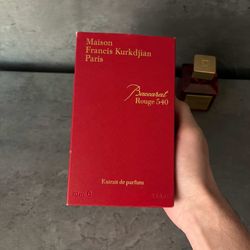 Maison
Francis Kurkdjian
Paris
Baccarat
Rouge 540
Extrait de parfum